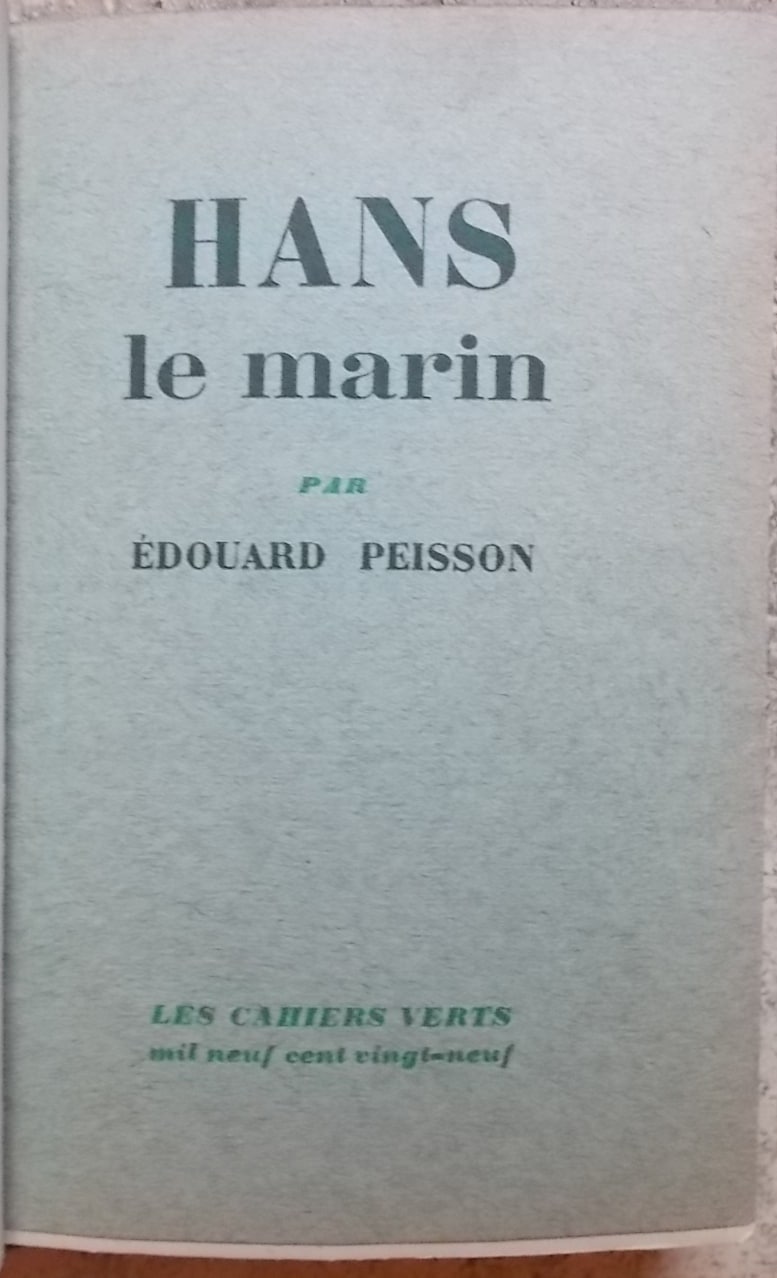 HANS
le marin
PAR
ÉDOUARD PEISSON
LES CAHIERS VERTS
mil neuf cent vingt-neuf